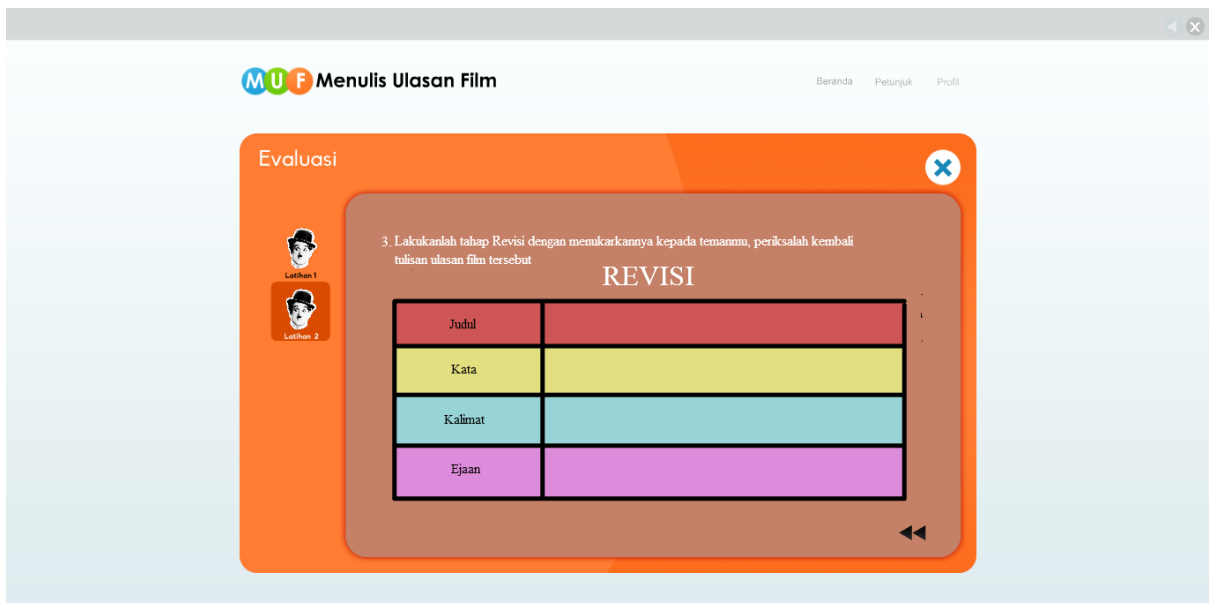 MUF Menulis Ulasan Film
Beranda Petunjuk Profil
Evaluasi
Latihan 1
Latihan 2
3. Lakukanlah tahap Revisi dengan menukarkannya kepada temanmu, periksalah kembali
tulisan ulasan film tersebut
REVISI
Judul
Kata
Kalimat
Ejaan